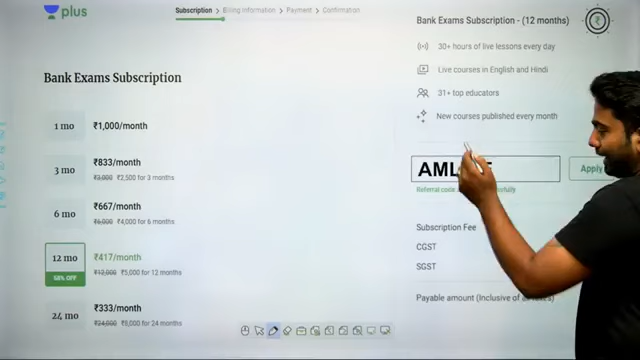 plus
Subscription > Billing information > Payment > Confirmation
Bank Exams Subscription
1 mo ₹1,000/month
3 mo ₹833/month
₹3,000 ₹2,500 for 3 months
6 mo ₹667/month
₹6,000 ₹4,000 for 6 months
12 mo ₹417/month
58% OFF ₹12,000 ₹5,000 for 12 months
24 mo ₹333/month
₹24,000 ₹8,000 for 24 months
Bank Exams Subscription - (12 months)
₹
30+ hours of live lessons every day
Live courses in English and Hindi
31+ top educators
New courses published every month
Apply
Referral code
Subscription Fee
CGST
SGST
Payable amount (Inclusive of all taxes)